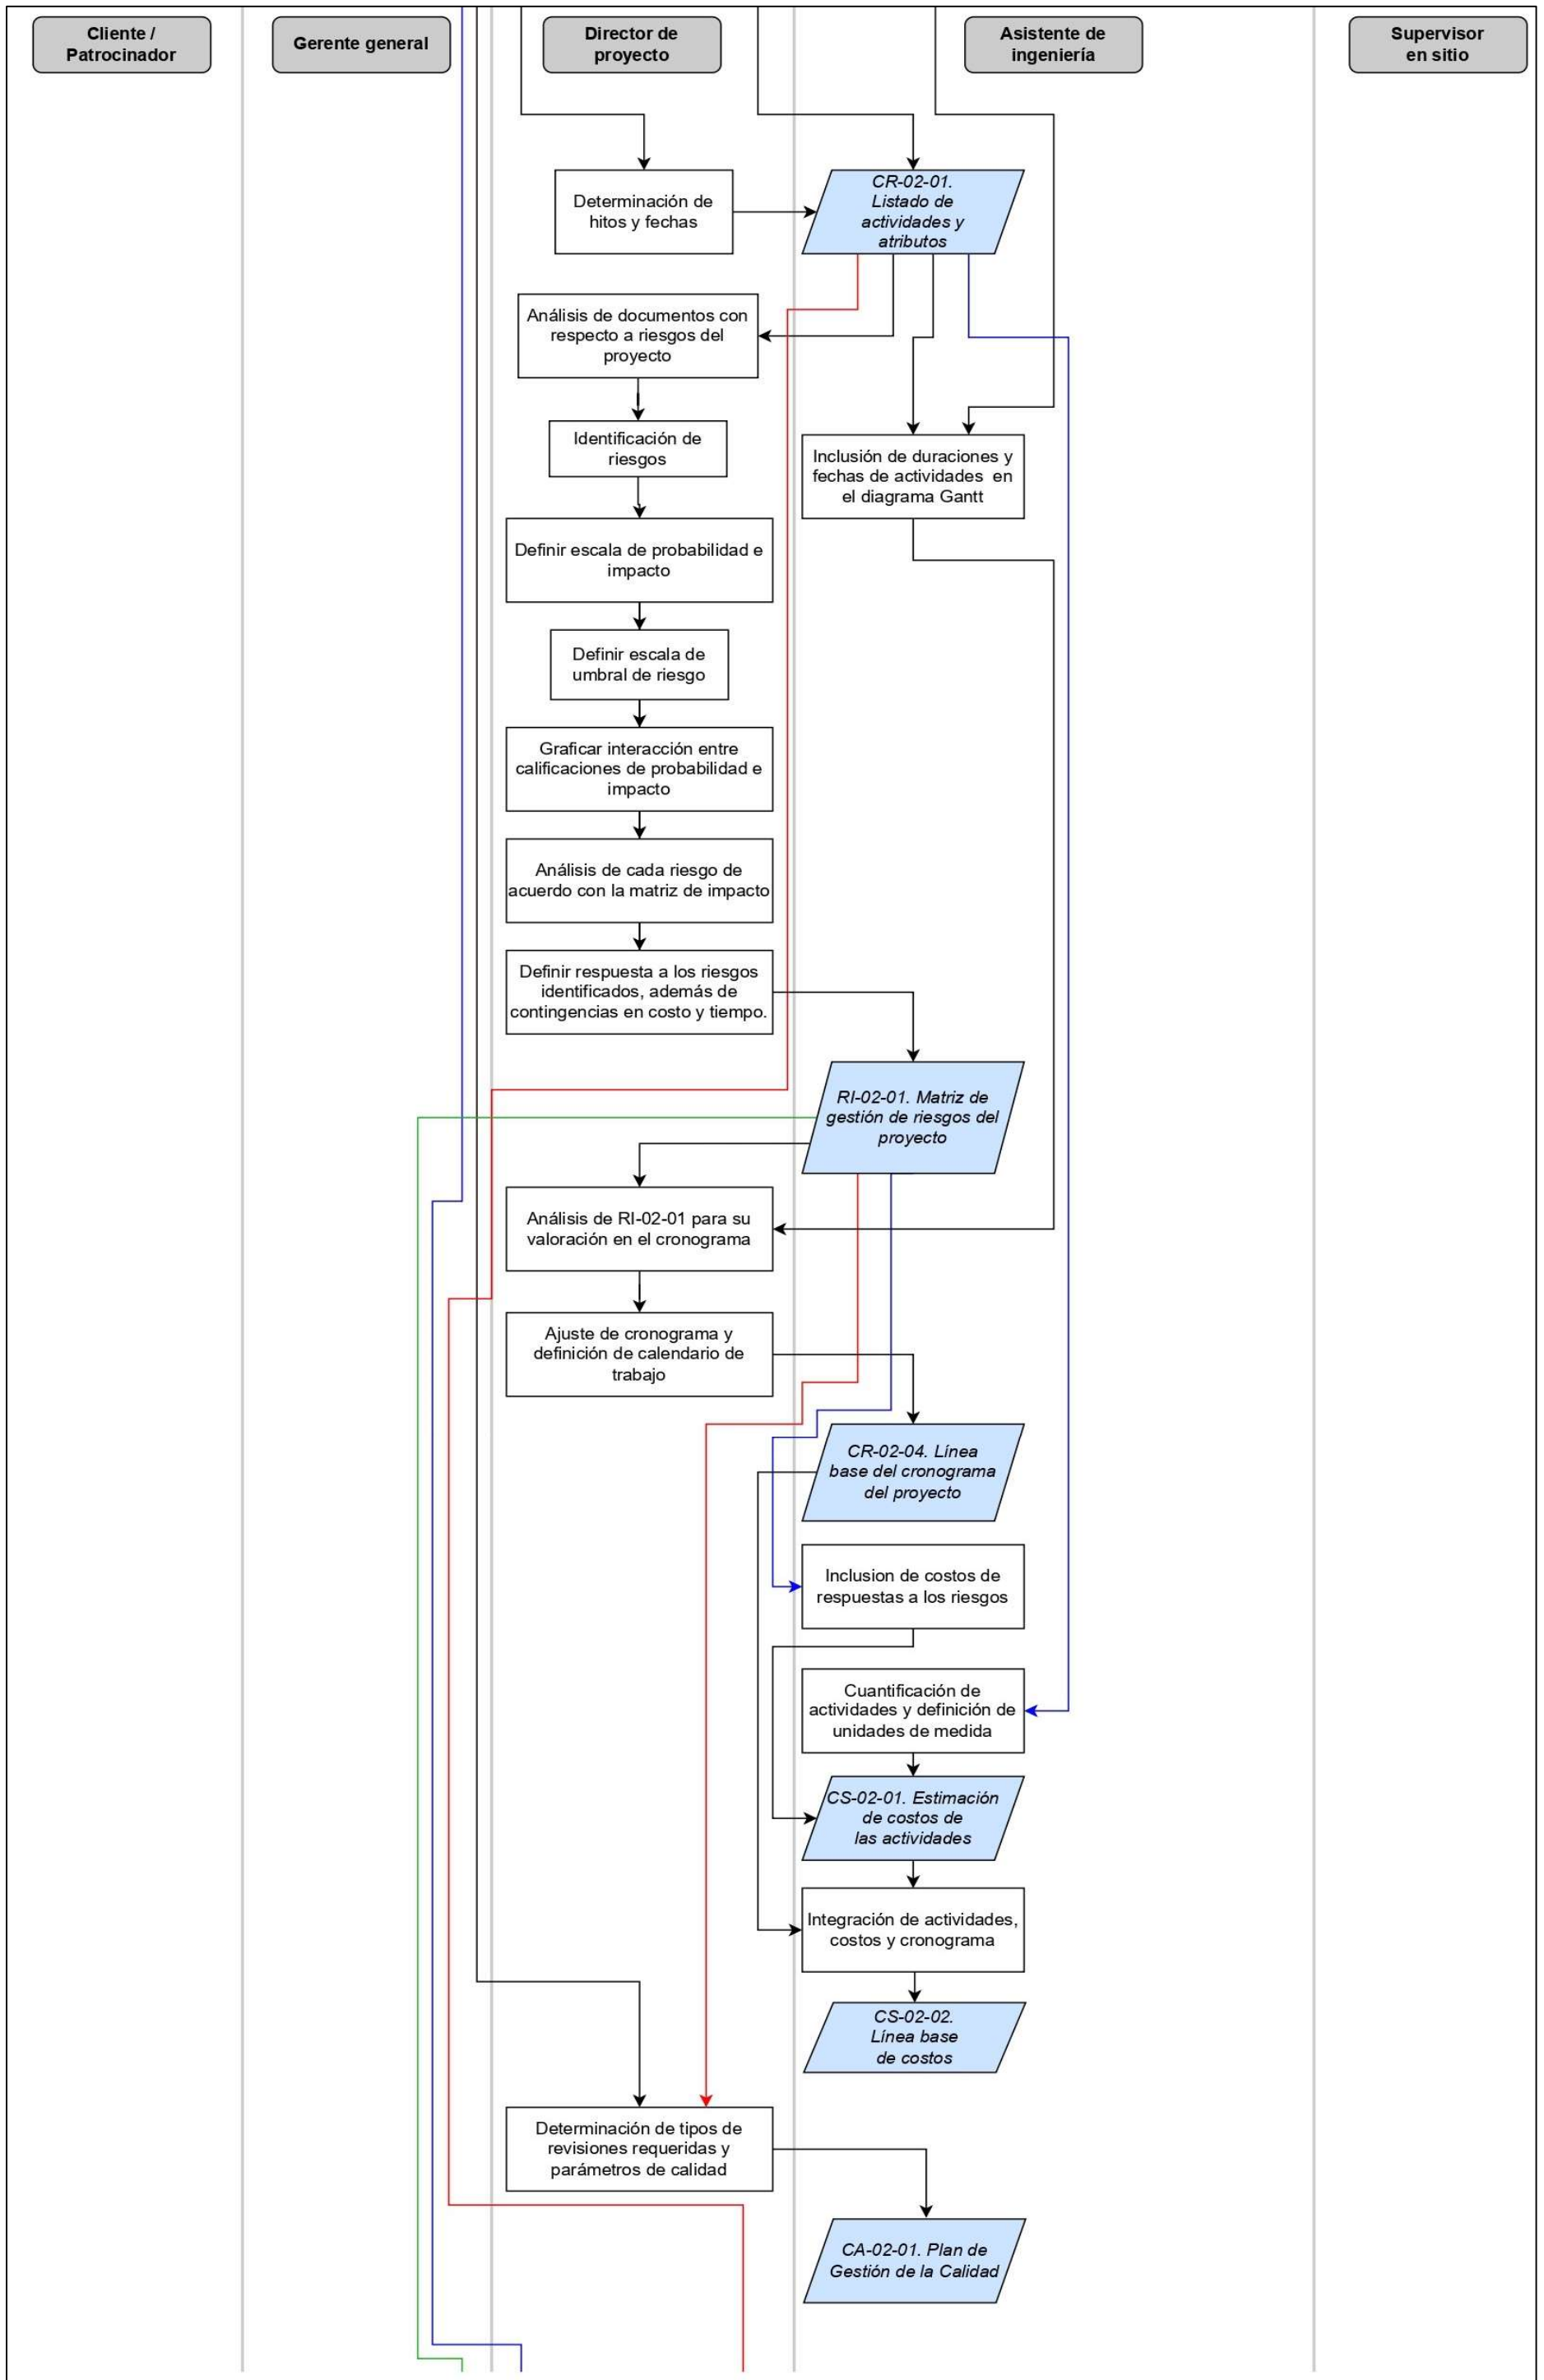 Cliente /
Patrocinador
Gerente general
Director de
proyecto
Asistente de
ingeniería
Supervisor
en sitio
Determinación de
hitos y fechas
CR-02-01.
Listado de
actividades y
atributos
Análisis de documentos con
respecto a riesgos del
proyecto
Identificación de
riesgos
Inclusión de duraciones y
fechas de actividades en
el diagrama Gantt
Definir escala de probabilidad e
impacto
Definir escala de
umbral de riesgo
Graficar interacción entre
calificaciones de probabilidad e
impacto
Análisis de cada riesgo de
acuerdo con la matriz de impacto
Definir respuesta a los riesgos
identificados, además de
contingencias en costo y tiempo.
RI-02-01. Matriz de
gestión de riesgos del
proyecto
Análisis de RI-02-01 para su
valoración en el cronograma
Ajuste de cronograma y
definición de calendario de
trabajo
CR-02-04. Línea
base del cronograma
del proyecto
Inclusion de costos de
respuestas a los riesgos
Cuantificación de
actividades y definición de
unidades de medida
CS-02-01. Estimación
de costos de
las actividades
Integración de actividades,
costos y cronograma
CS-02-02.
Línea base
de costos
Determinación de tipos de
revisiones requeridas y
parámetros de calidad
CA-02-01. Plan de
Gestión de la Calidad